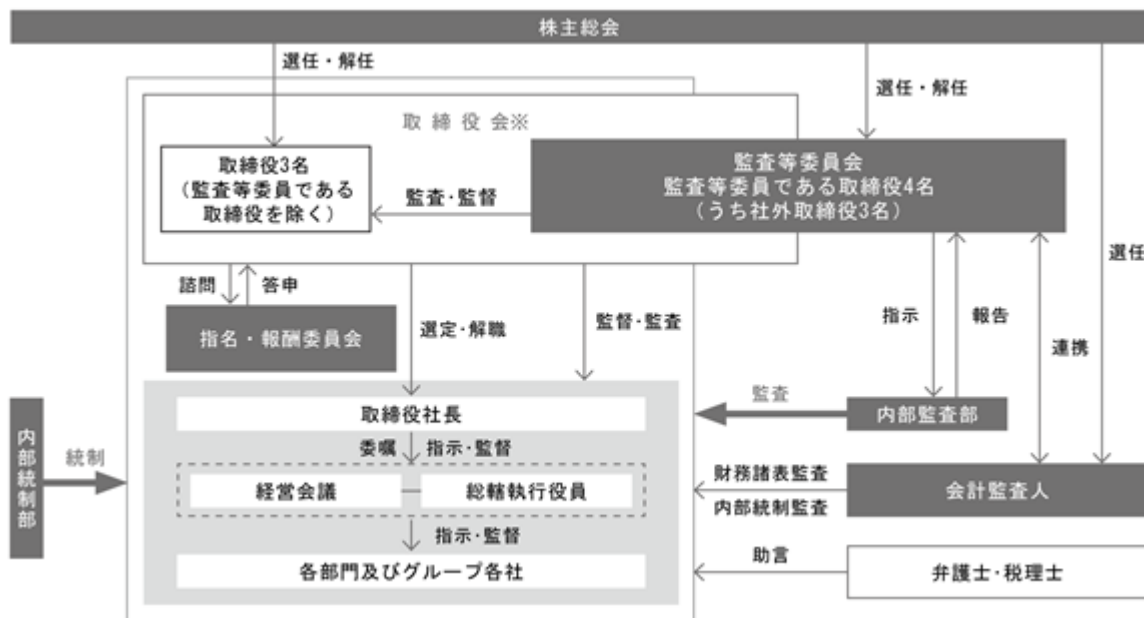 株主総会
選任・解任
選任・解任
取締役会※
取締役3名
（監査等委員である
取締役を除く）
監査・監督
監査等委員会
監査等委員である取締役4名
（うち社外取締役3名）
選任
諮問
答申
指名・報酬委員会
選定・解職
監督・監査
指示
報告
連携
取締役社長
監査
内部監査部
内部統制部
統制
委嘱
指示・監督
経営会議
総轄執行役員
財務諸表監査
内部統制監査
会計監査人
指示・監督
各部門及びグループ各社
助言
弁護士・税理士